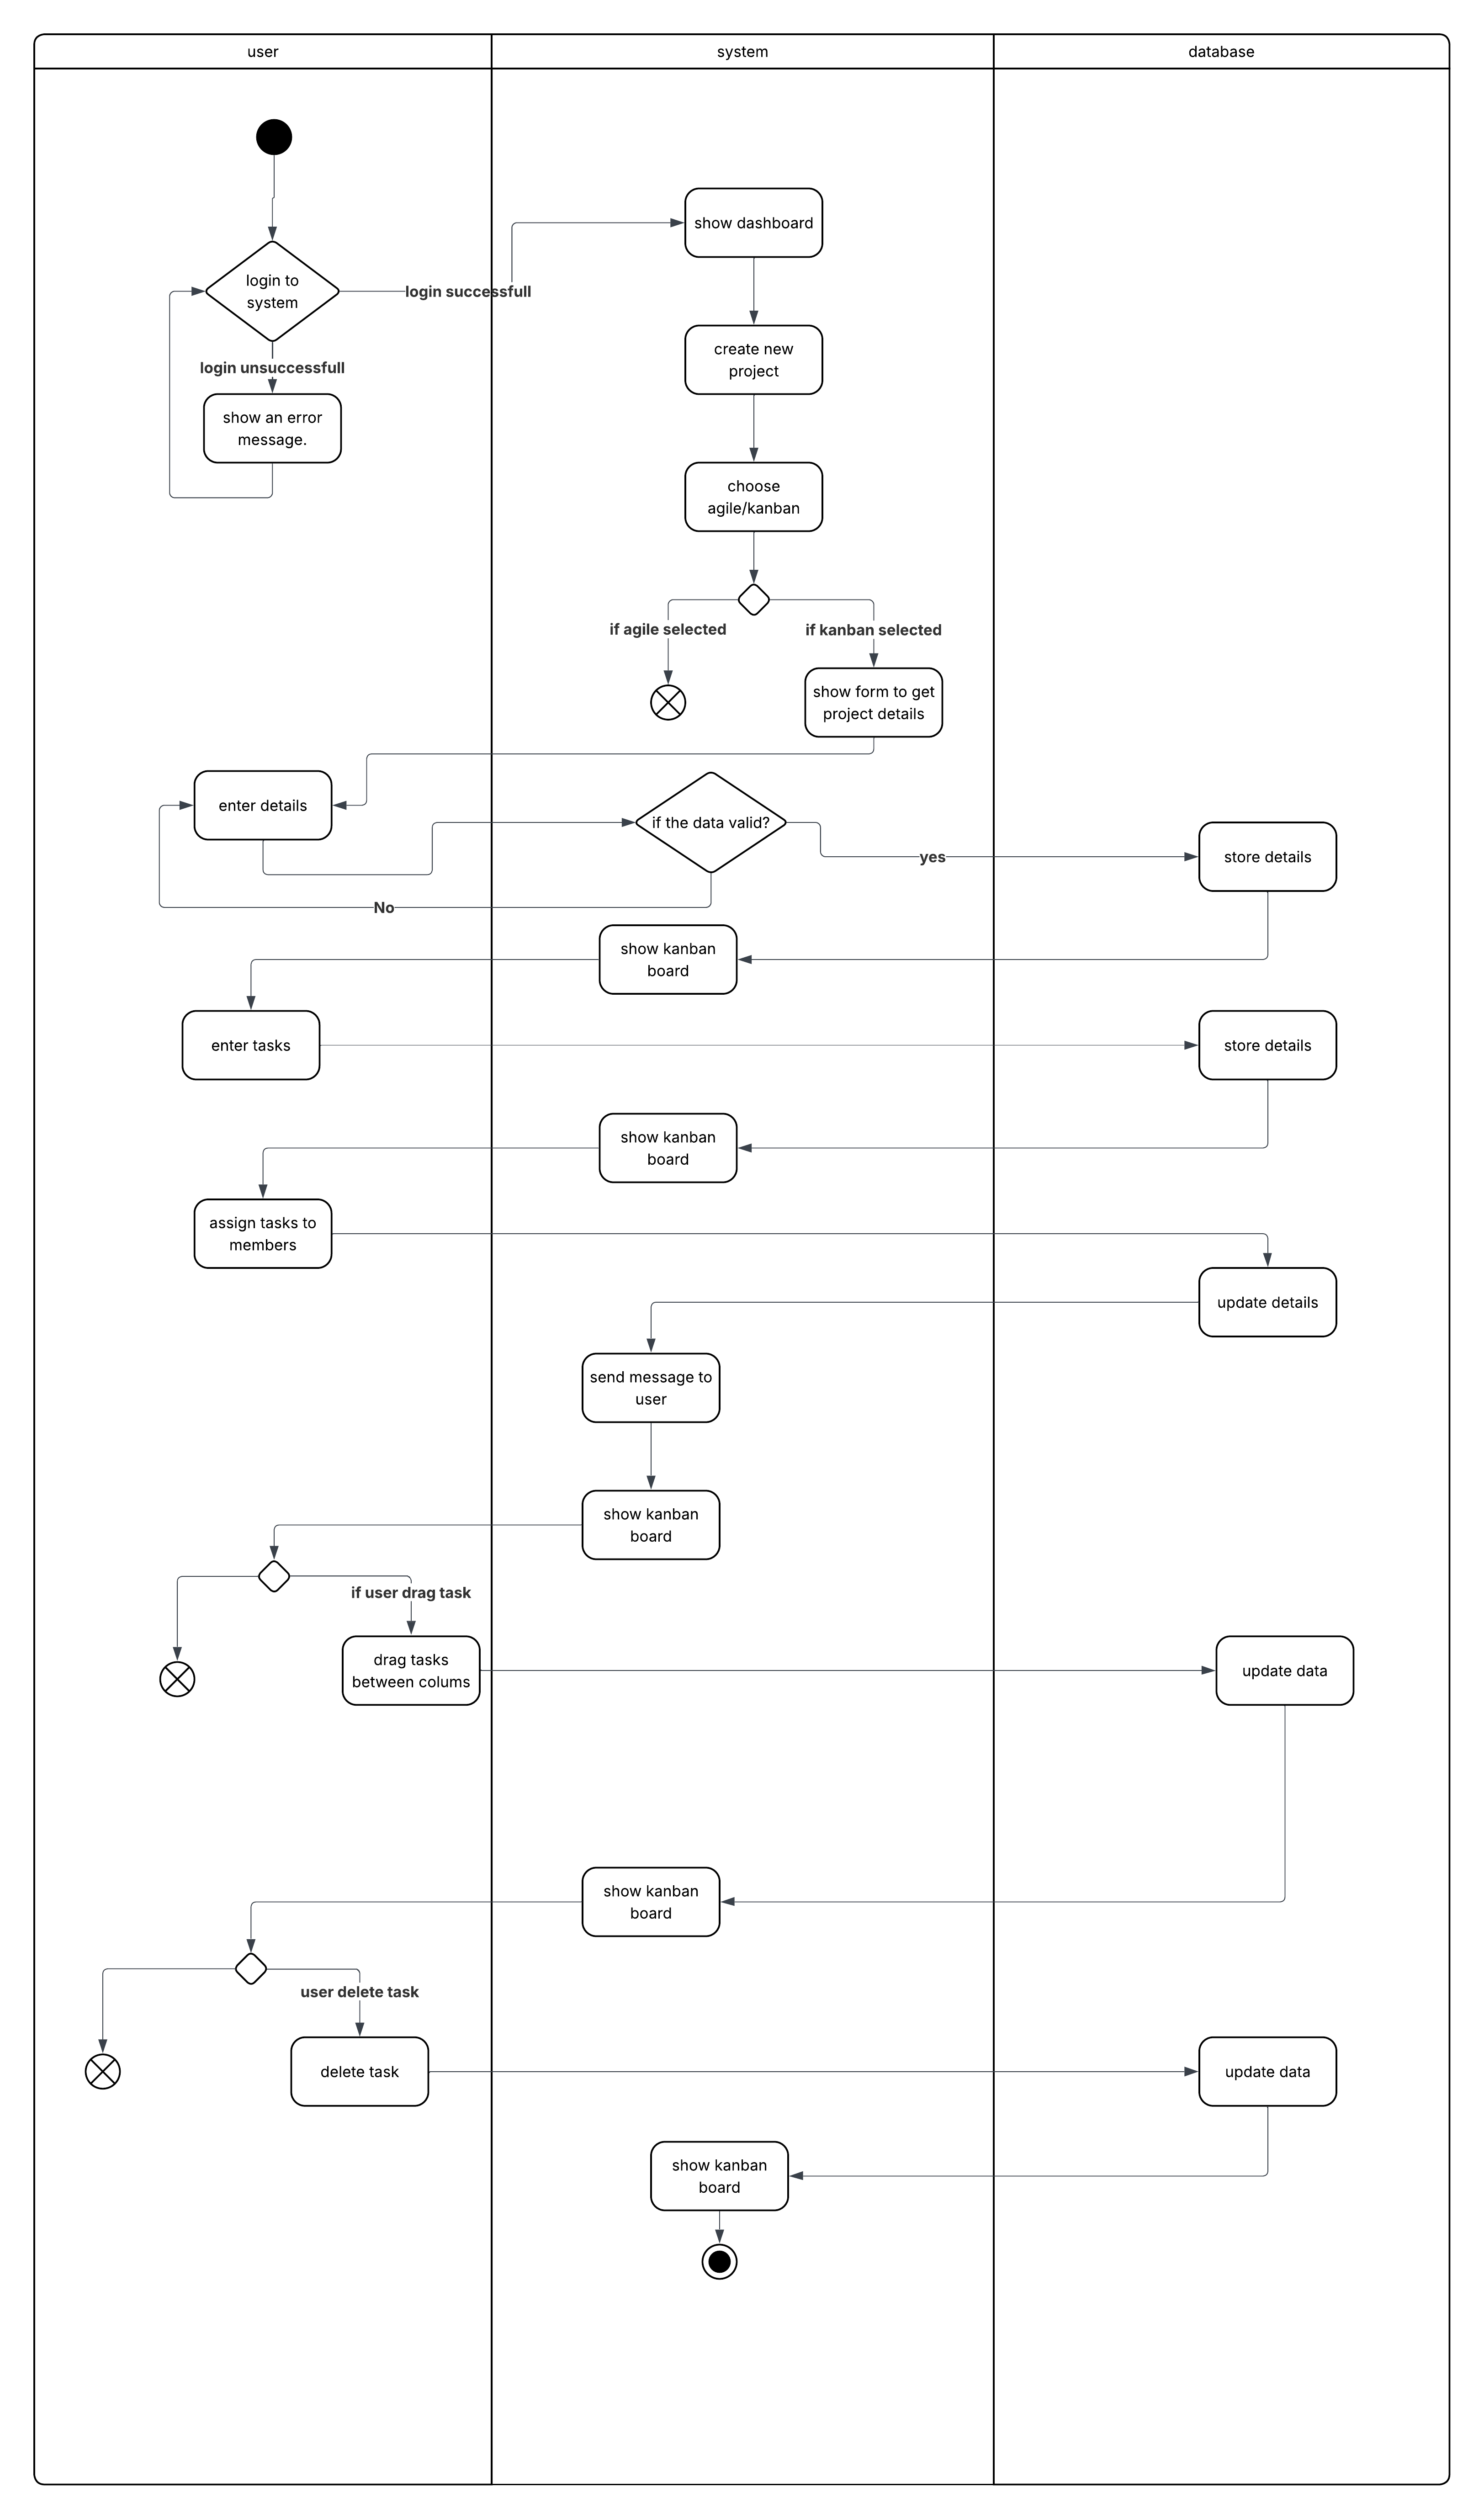 user
system
database
show dashboard
login to
system
login successfull
create new
project
login unsuccessfull
show an error
message.
choose
agile/kanban
if agile selected
if kanban selected
show form to get
project details
enter details
if the data valid?
yes
store details
No
show kanban
board
enter tasks
store details
show kanban
board
assign tasks to
members
update details
send message to
user
show kanban
board
if user drag task
drag tasks
between colums
update data
show kanban
board
user delete task
delete task
update data
show kanban
board